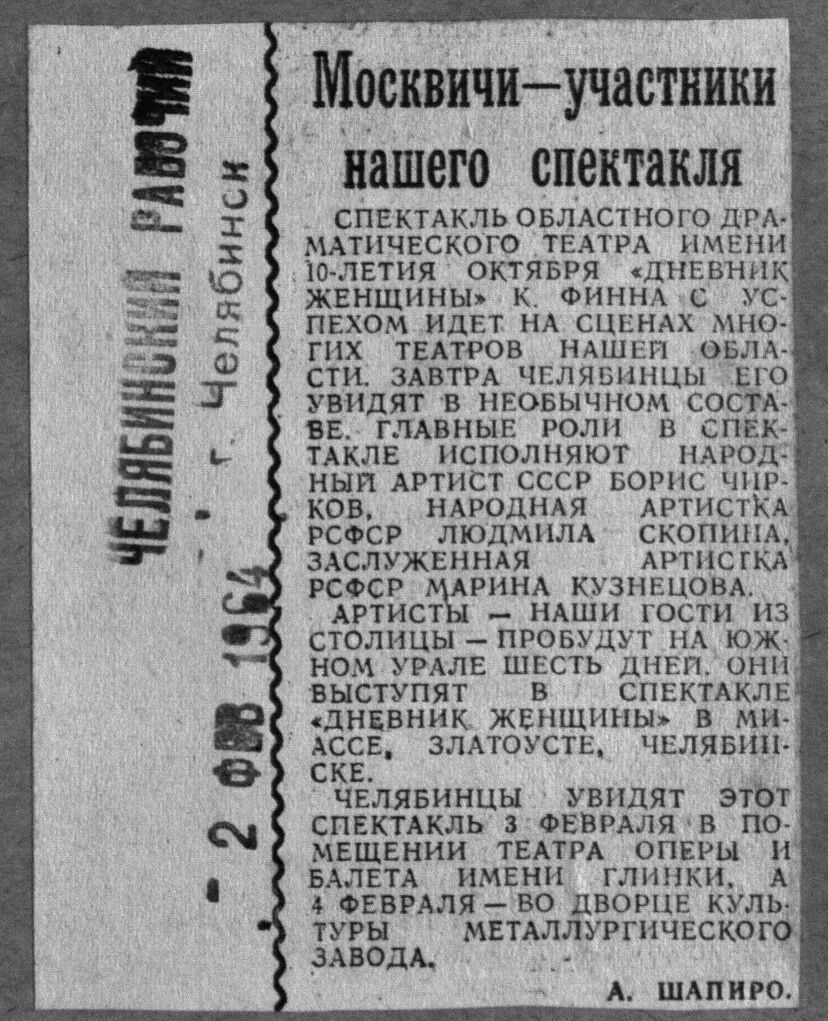 ЧЕЛЯБИНСКИЙ РАБОЧИЙ
г. Челябинск
- 2 ФЕВ 1964
Москвичи—участники
нашего спектакля
СПЕКТАКЛЬ ОБЛАСТНОГО ДРА-
МАТИЧЕСКОГО ТЕАТРА ИМЕНИ
10-ЛЕТИЯ ОКТЯБРЯ «ДНЕВНИК
ЖЕНЩИНЫ» К. ФИННА С УС-
ПЕХОМ ИДЕТ НА СЦЕНАХ МНО-
ГИХ ТЕАТРОВ НАШЕЙ ОБЛА-
СТИ. ЗАВТРА ЧЕЛЯБИНЦЫ ЕГО
УВИДЯТ В НЕОБЫЧНОМ СОСТА-
ВЕ. ГЛАВНЫЕ РОЛИ В СПЕК-
ТАКЛЕ ИСПОЛНЯЮТ НАРОД-
НЫЙ АРТИСТ СССР БОРИС ЧИР-
КОВ, НАРОДНАЯ АРТИСТКА
РСФСР ЛЮДМИЛА СКОПИНА,
ЗАСЛУЖЕННАЯ АРТИСТКА
РСФСР МАРИНА КУЗНЕЦОВА.
АРТИСТЫ — НАШИ ГОСТИ ИЗ
СТОЛИЦЫ — ПРОБУДУТ НА ЮЖ-
НОМ УРАЛЕ ШЕСТЬ ДНЕЙ. ОНИ
ВЫСТУПЯТ В СПЕКТАКЛЕ
«ДНЕВНИК ЖЕНЩИНЫ» В МИ-
АССЕ, ЗЛАТОУСТЕ, ЧЕЛЯБИН-
СКЕ.
ЧЕЛЯБИНЦЫ УВИДЯТ ЭТОТ
СПЕКТАКЛЬ 3 ФЕВРАЛЯ В ПО-
МЕЩЕНИИ ТЕАТРА ОПЕРЫ И
БАЛЕТА ИМЕНИ ГЛИНКИ, А
4 ФЕВРАЛЯ — ВО ДВОРЦЕ КУЛЬ-
ТУРЫ МЕТАЛЛУРГИЧЕСКОГО
ЗАВОДА.
А. ШАПИРО.